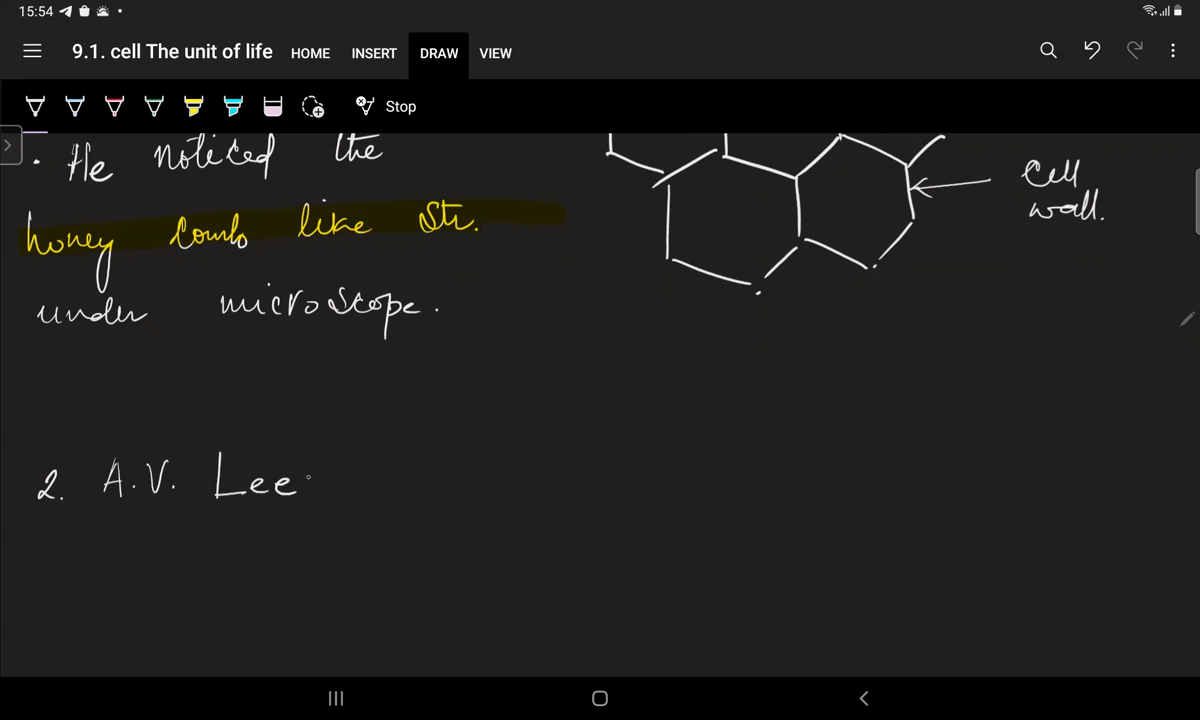 15:54
9.1. cell The unit of life HOME INSERT DRAW VIEW
Stop
. He noticed the
honey comb like Str.
under microscope.
Cell
wall.
2. A.V. Lee